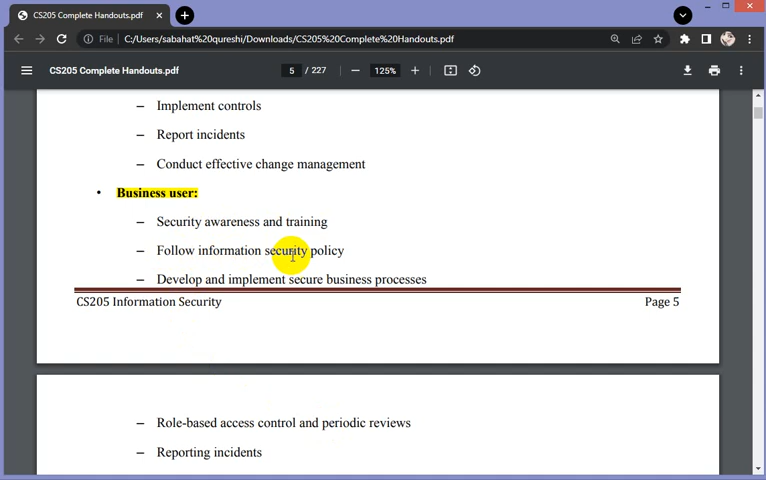 CS205 Complete Handouts.pdf
File C:/Users/sabahat%20qureshi/Downloads/CS205%20Complete%20Handouts.pdf
CS205 Complete Handouts.pdf 5 / 227 — 125% +
– Implement controls
– Report incidents
– Conduct effective change management
• Business user:
– Security awareness and training
– Follow information security policy
– Develop and implement secure business processes
CS205 Information Security Page 5
– Role-based access control and periodic reviews
– Reporting incidents